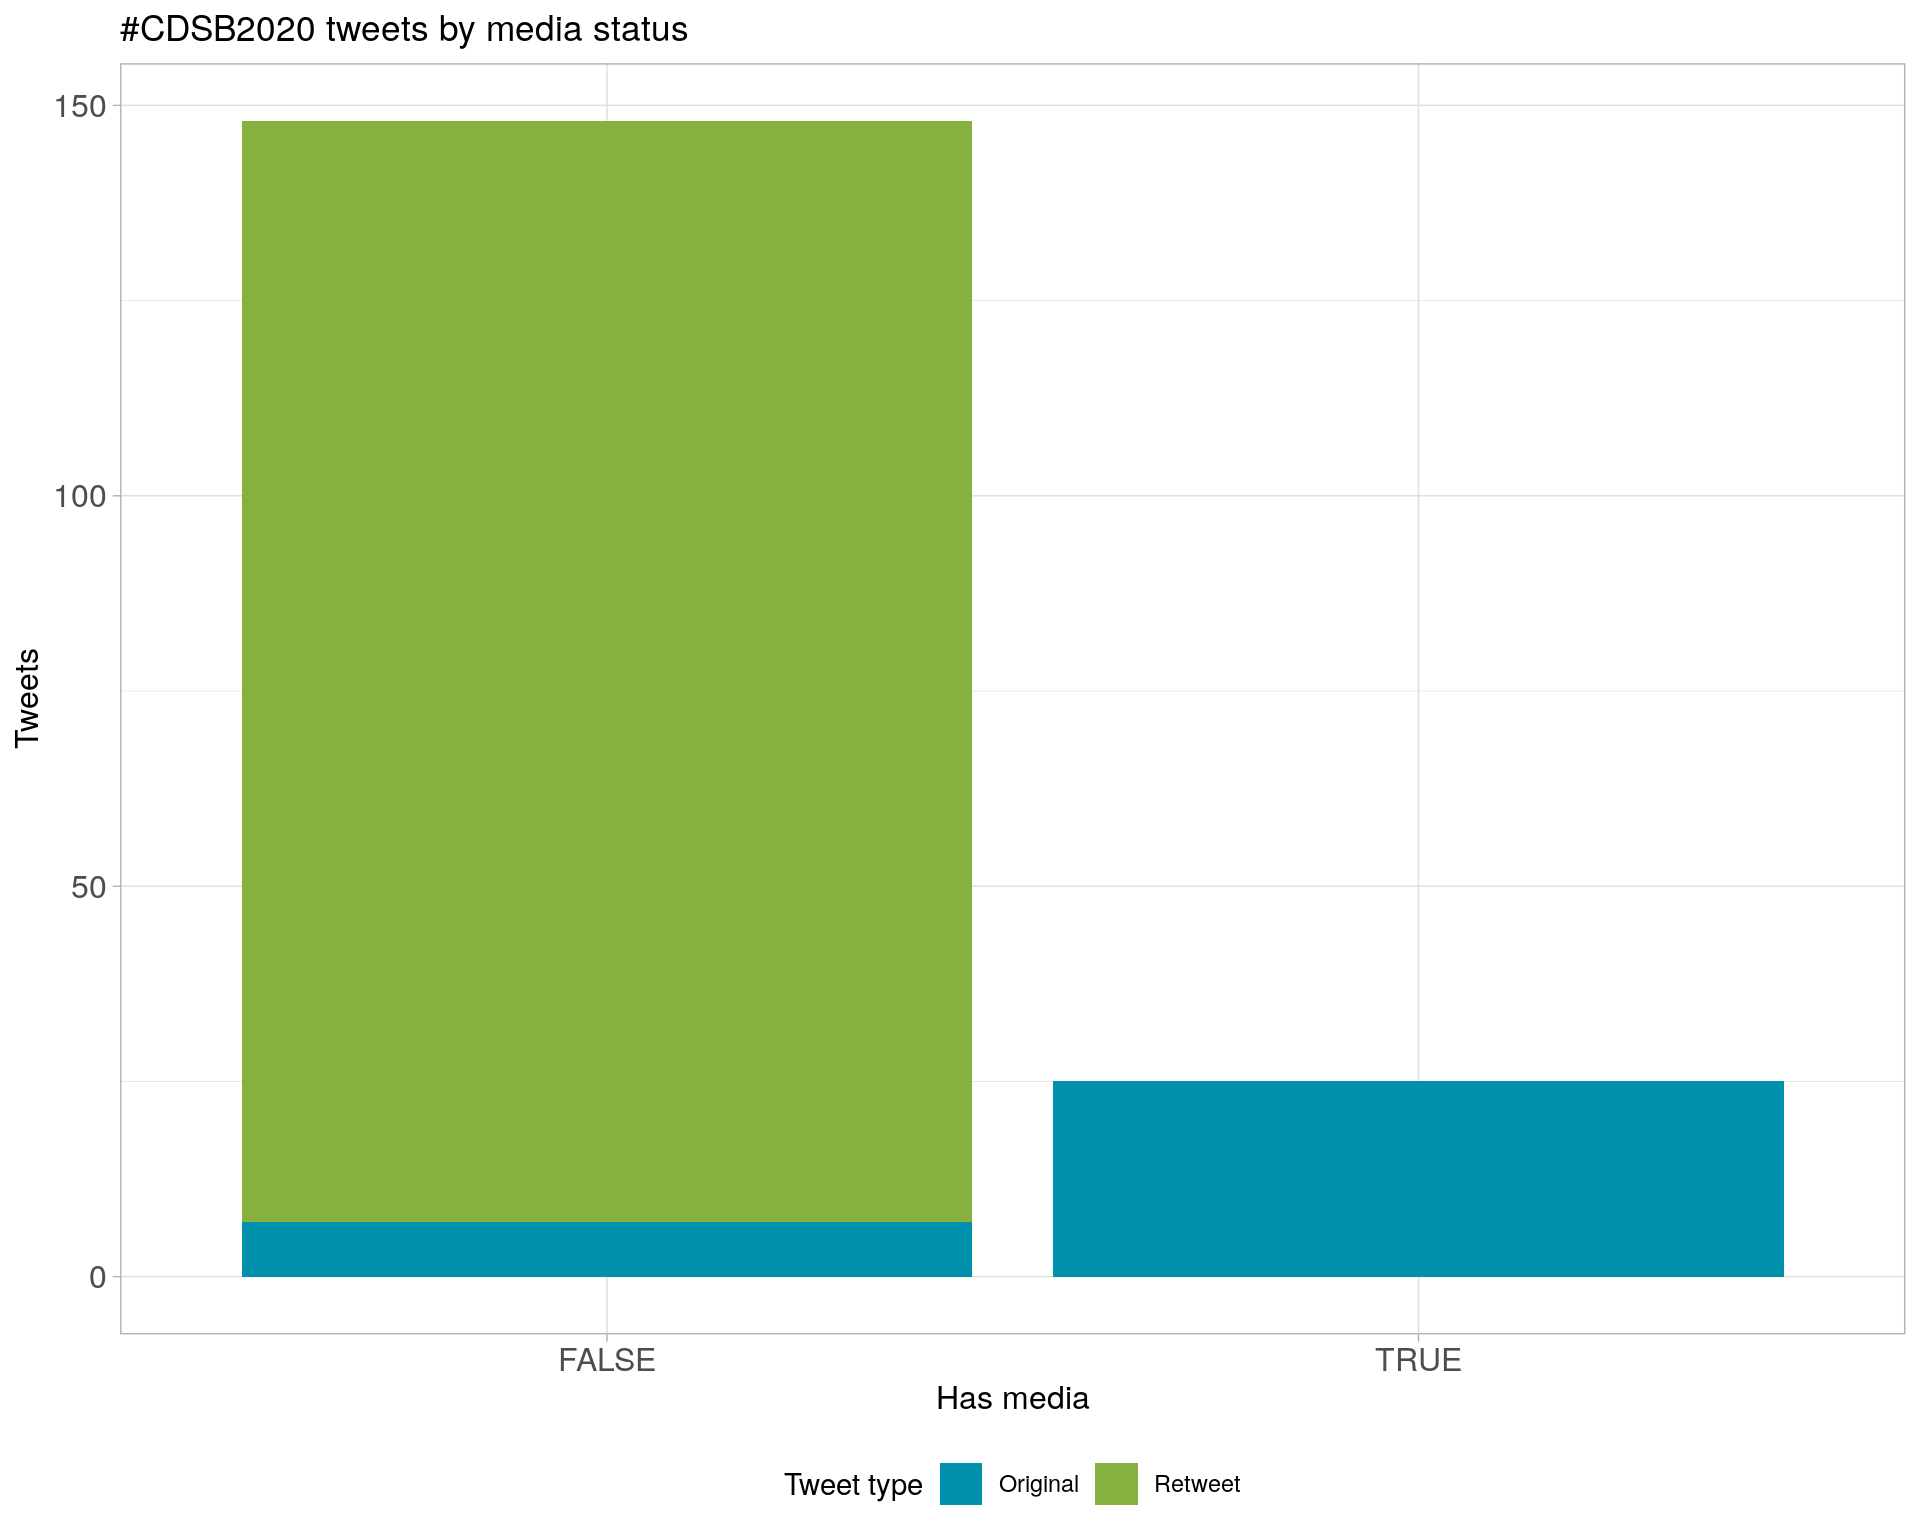 #CDSB2020 tweets by media status
150
100
50
0
Tweets
FALSE
TRUE
Has media
Tweet type
Original
Retweet